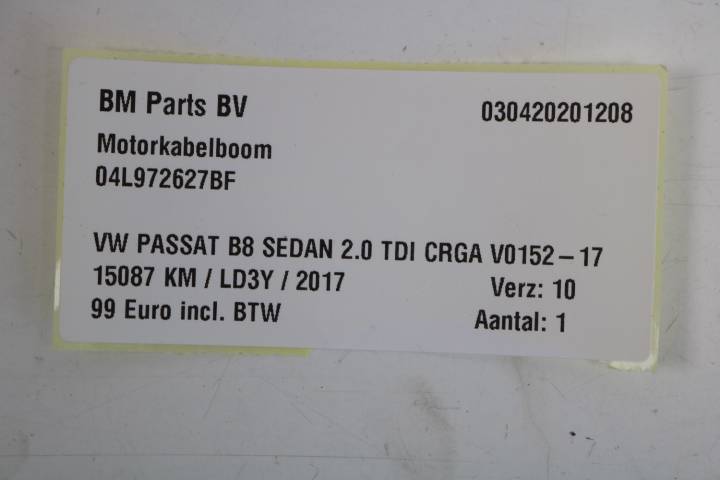 BM Parts BV 030420201208
Motorkabelboom
04L972627BF
VW PASSAT B8 SEDAN 2.0 TDI CRGA V0152-17
15087 KM / LD3Y / 2017 Verz: 10
99 Euro incl. BTW Aantal: 1